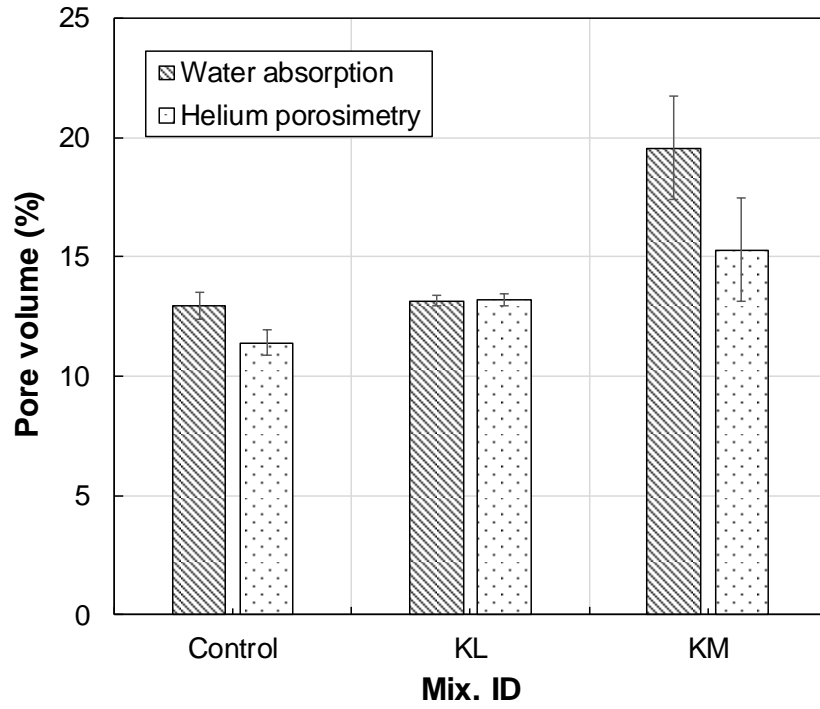 25
20
15
10
5
0
Pore volume (%)
Water absorption
Helium porosimetry
Control
KL
KM
Mix. ID